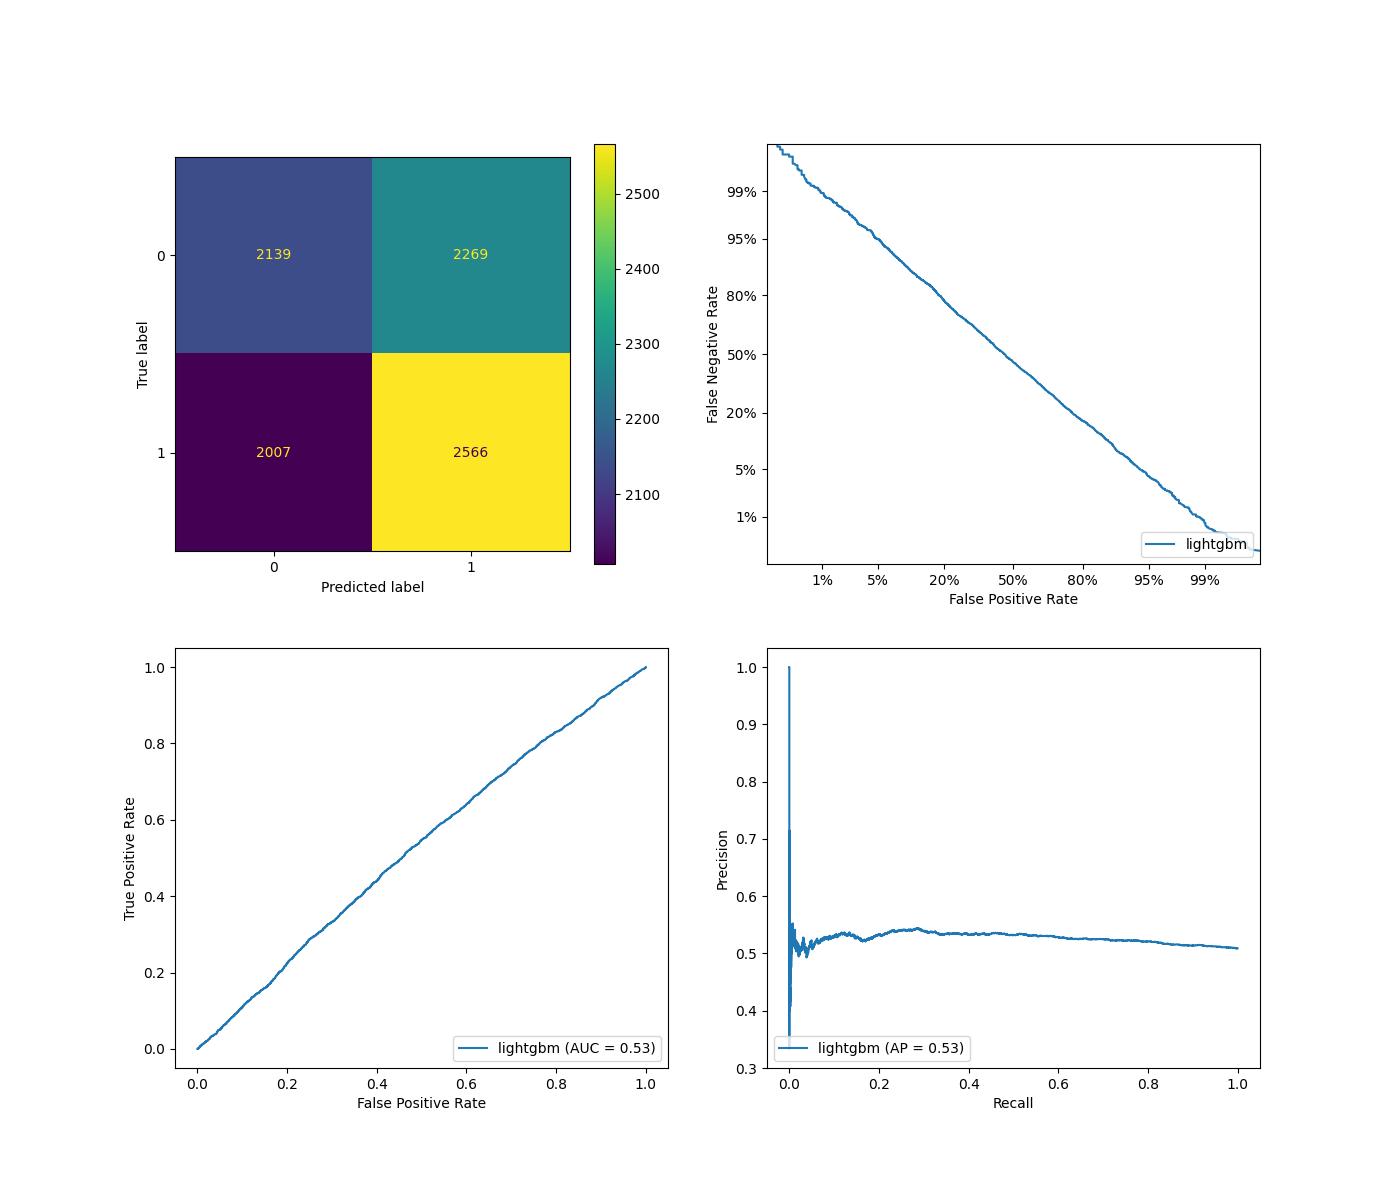 True label
0
1
2139
2269
2007
2566
0
1
Predicted label
2500
2400
2300
2200
2100
False Negative Rate
99%
95%
80%
50%
20%
5%
1%
lightgbm
1% 5% 20% 50% 80% 95% 99%
False Positive Rate
True Positive Rate
1.0
0.8
0.6
0.4
0.2
0.0
lightgbm (AUC = 0.53)
0.0 0.2 0.4 0.6 0.8 1.0
False Positive Rate
Precision
1.0
0.9
0.8
0.7
0.6
0.5
0.4
0.3
lightgbm (AP = 0.53)
0.0 0.2 0.4 0.6 0.8 1.0
Recall